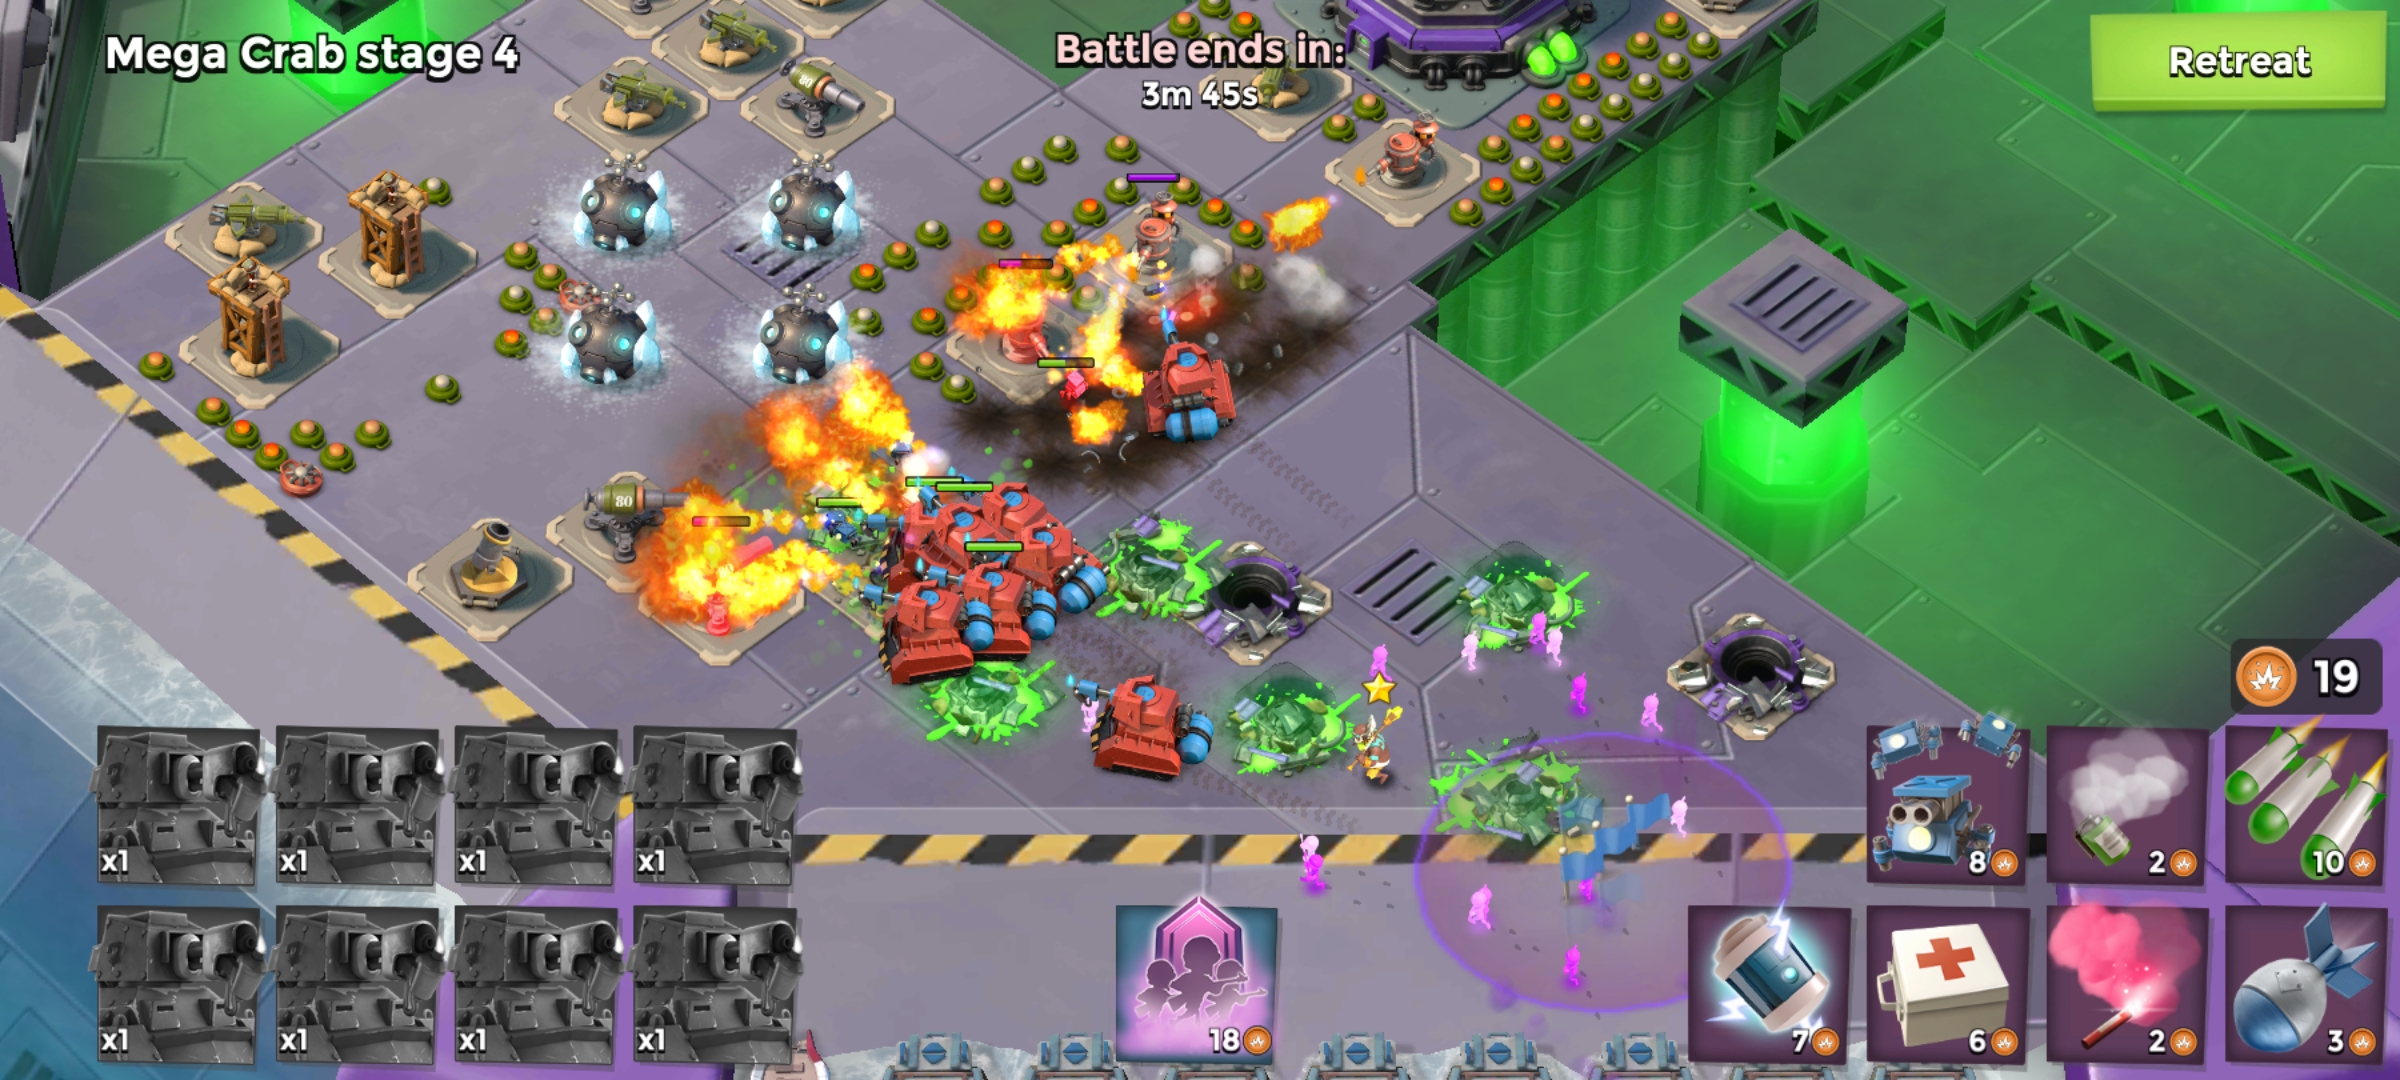 Mega Crab stage 4
Battle ends in:
3m 45s
Retreat
80
80
19
x1
x1
x1
x1
8
2
10
x1
x1
x1
x1
18
7
6
2
3